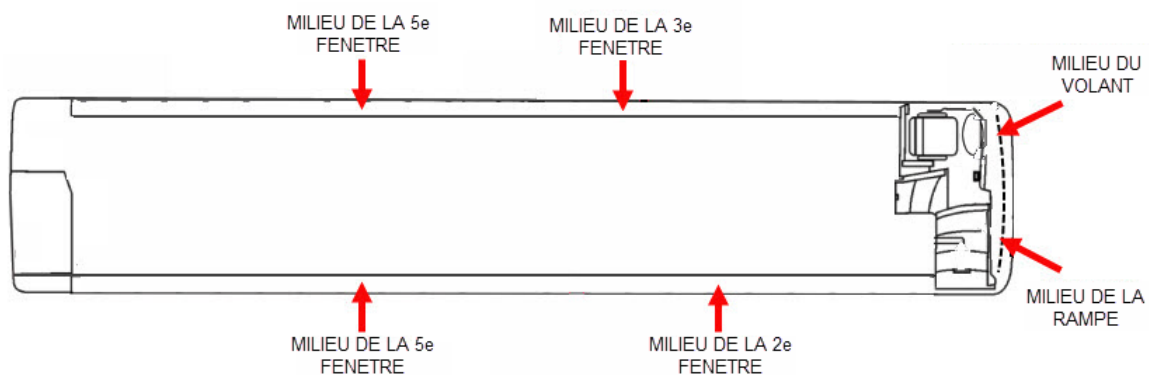 MILIEU DE LA 5e
FENETRE
MILIEU DE LA 3e
FENETRE
MILIEU DU
VOLANT
MILIEU DE LA
RAMPE
MILIEU DE LA 5e
FENETRE
MILIEU DE LA 2e
FENETRE